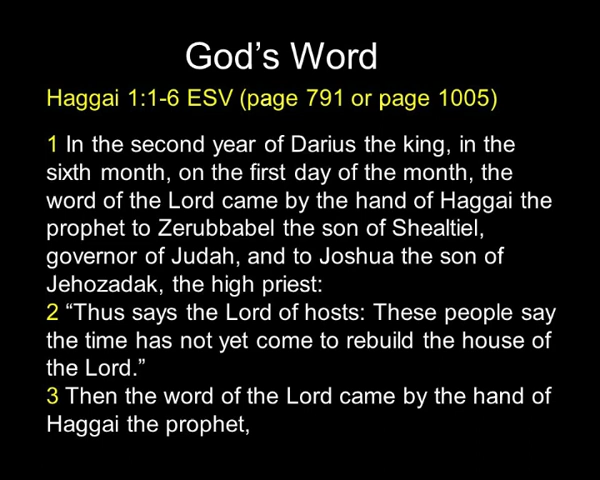 God’s Word
Haggai 1:1-6 ESV (page 791 or page 1005)
1 In the second year of Darius the king, in the
sixth month, on the first day of the month, the
word of the Lord came by the hand of Haggai the
prophet to Zerubbabel the son of Shealtiel,
governor of Judah, and to Joshua the son of
Jehozadak, the high priest:
2 “Thus says the Lord of hosts: These people say
the time has not yet come to rebuild the house of
the Lord.”
3 Then the word of the Lord came by the hand of
Haggai the prophet,